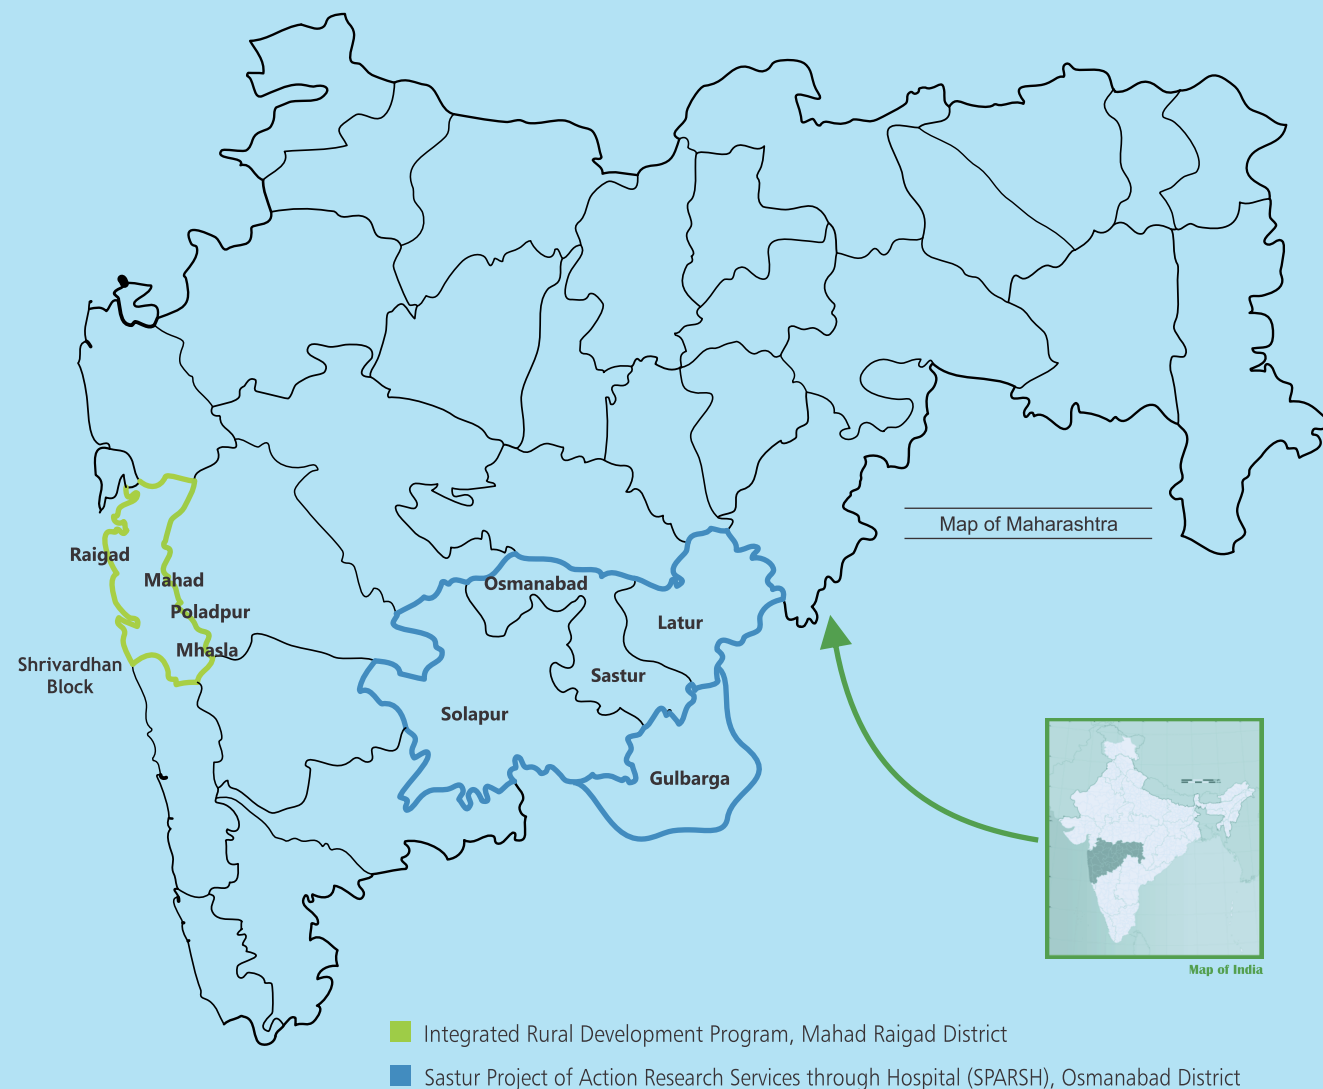 Map of Maharashtra
Raigad
Mahad
Osmanabad
Poladpur
Latur
Mhasla
Shrivardhan
Block
Sastur
Solapur
Gulbarga
Map of India
Integrated Rural Development Program, Mahad Raigad District
Sastur Project of Action Research Services through Hospital (SPARSH), Osmanabad District